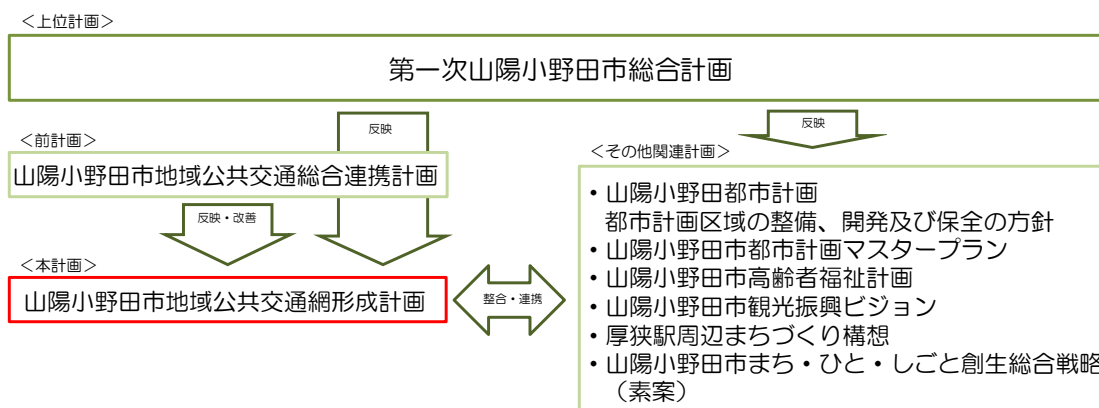 ＜上位計画＞
第一次山陽小野田市総合計画
＜前計画＞
反映
反映
山陽小野田市地域公共交通総合連携計画
反映・改善
＜本計画＞
山陽小野田市地域公共交通網形成計画
整合・連携
＜その他関連計画＞
・山陽小野田都市計画
都市計画区域の整備、開発及び保全の方針
・山陽小野田市都市計画マスタープラン
・山陽小野田市高齢者福祉計画
・山陽小野田市観光振興ビジョン
・厚狭駅周辺まちづくり構想
・山陽小野田市まち・ひと・しごと創生総合戦略
（素案）